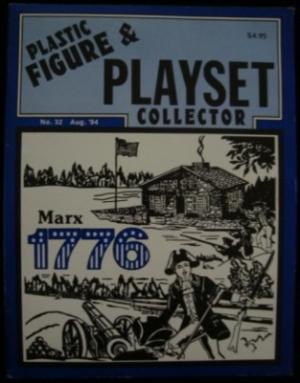 $4.95
PLASTIC
FIGURE &
PLAYSET
COLLECTOR
No. 32 Aug. '94
Marx
1776